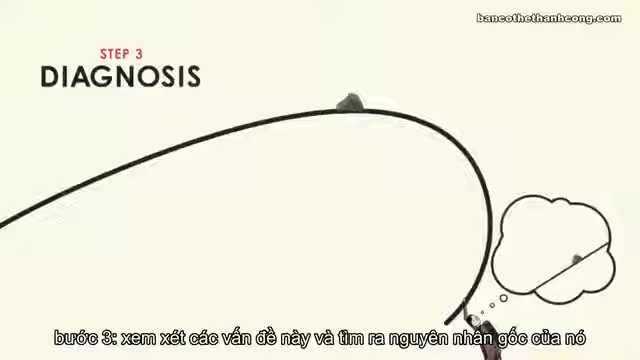 bancothethanhcong.com
STEP 3
DIAGNOSIS
bước 3: xem xét các vấn đề này và tìm ra nguyên nhân gốc của nó